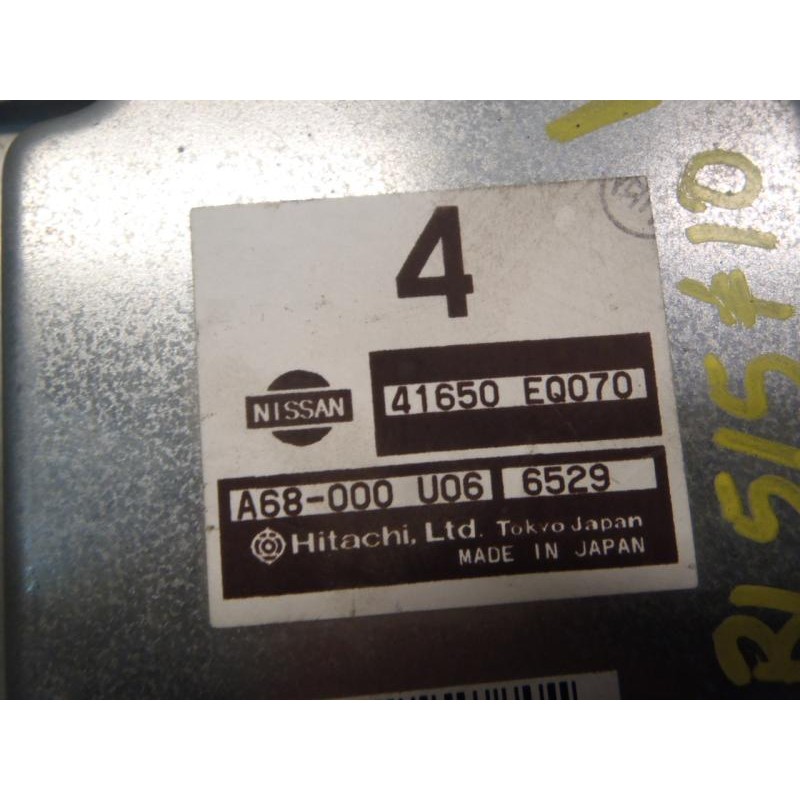 4
NISSAN
41650 EQ070
A68-000 U06 6529
Hitachi, Ltd. Tokyo Japan
MADE IN JAPAN